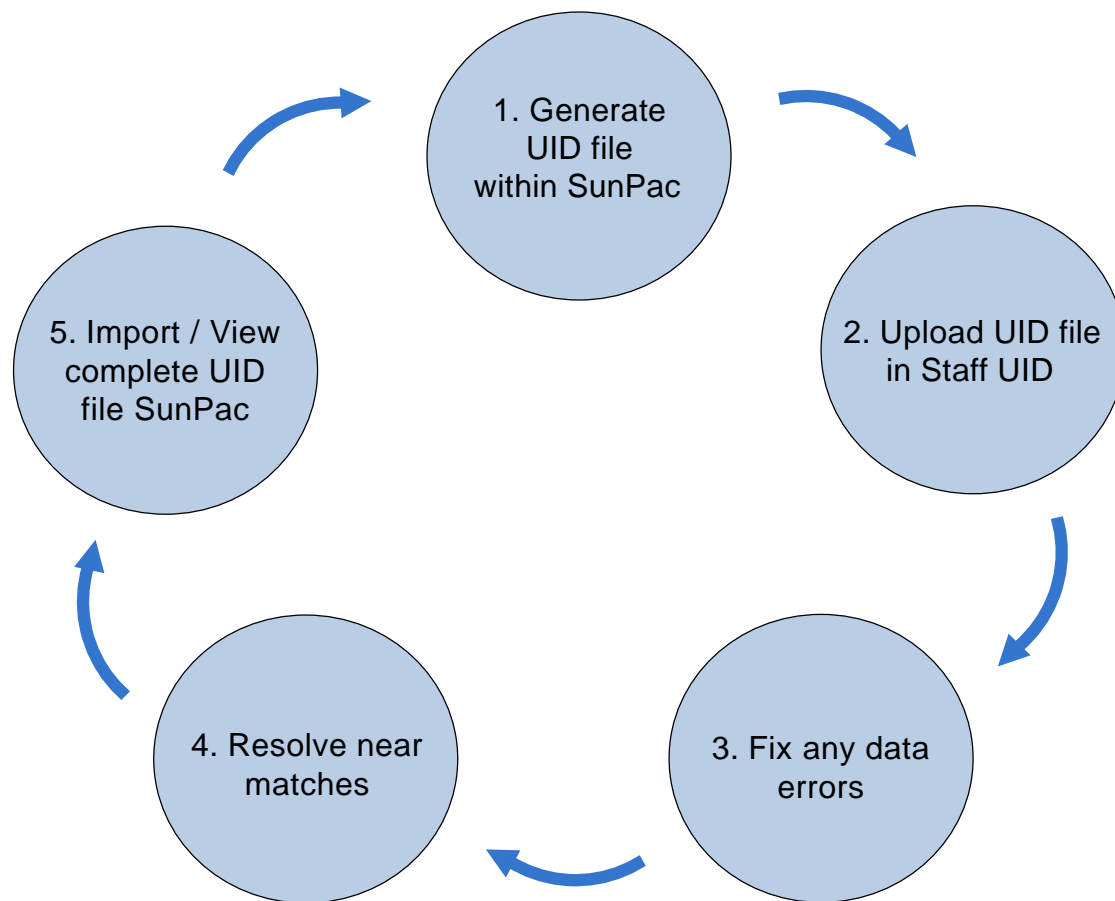 1. Generate
UID file
within SunPac
2. Upload UID file
in Staff UID
3. Fix any data
errors
4. Resolve near
matches
5. Import / View
complete UID
file SunPac